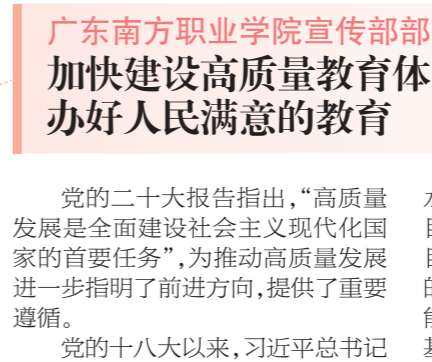 广东南方职业学院宣传部部
加快建设高质量教育体
办好人民满意的教育
党的二十大报告指出，“高质量
发展是全面建设社会主义现代化国
家的首要任务”，为推动高质量发展
进一步指明了前进方向，提供了重要
遵循。
党的十八大以来，习近平总书记